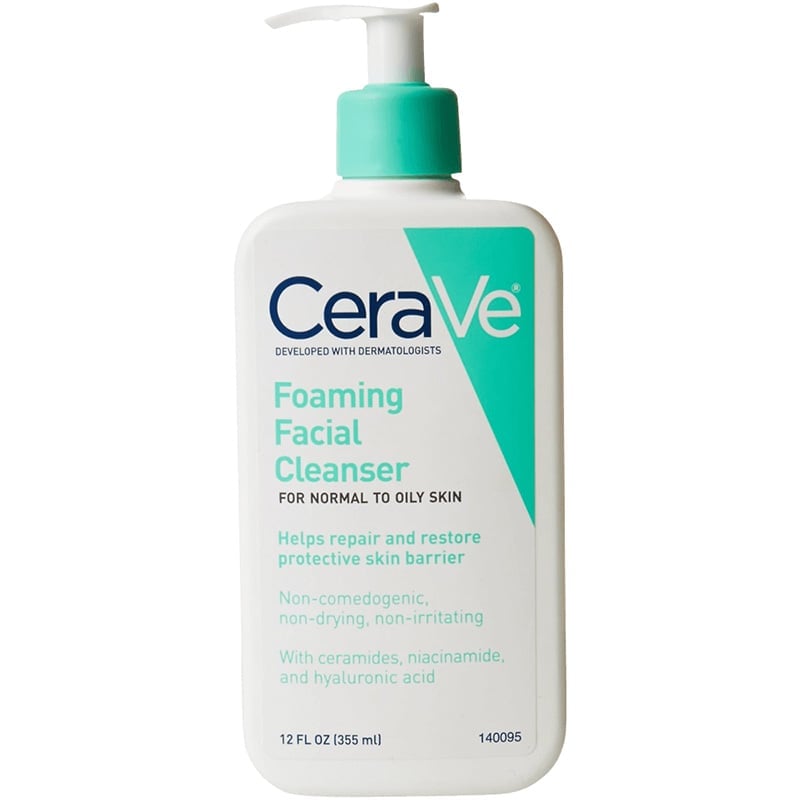 CeraVe®
DEVELOPED WITH DERMATOLOGISTS
Foaming
Facial
Cleanser
FOR NORMAL TO OILY SKIN
Helps repair and restore
protective skin barrier
Non-comedogenic,
non-drying, non-irritating
With ceramides, niacinamide,
and hyaluronic acid
12 FL OZ (355 ml)
140095